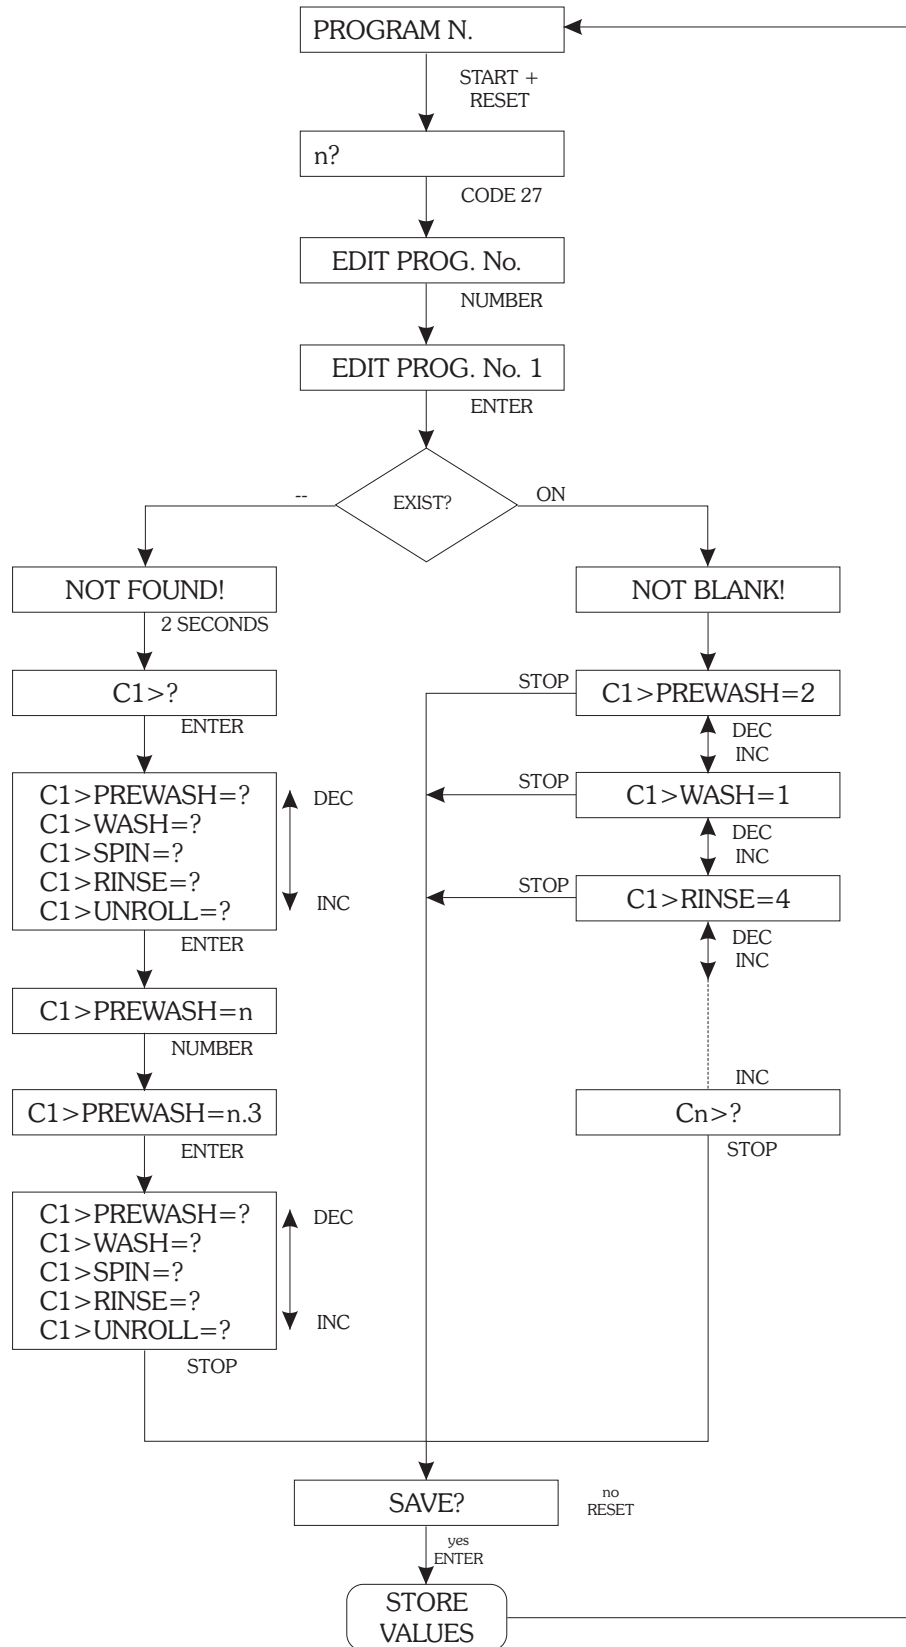 PROGRAM N.
START +
RESET
n?
CODE 27
EDIT PROG. No.
NUMBER
EDIT PROG. No. 1
ENTER
EXIST?
--
ON
NOT FOUND!
2 SECONDS
C1>?
ENTER
C1>PREWASH=?
C1>WASH=?
C1>SPIN=?
C1>RINSE=?
C1>UNROLL=?
DEC
INC
ENTER
C1>PREWASH=n
NUMBER
C1>PREWASH=n.3
ENTER
C1>PREWASH=?
C1>WASH=?
C1>SPIN=?
C1>RINSE=?
C1>UNROLL=?
DEC
INC
STOP
NOT BLANK!
STOP
C1>PREWASH=2
DEC
INC
STOP
C1>WASH=1
DEC
INC
STOP
C1>RINSE=4
DEC
INC
INC
Cn>?
STOP
SAVE?
no
RESET
yes
ENTER
STORE
VALUES